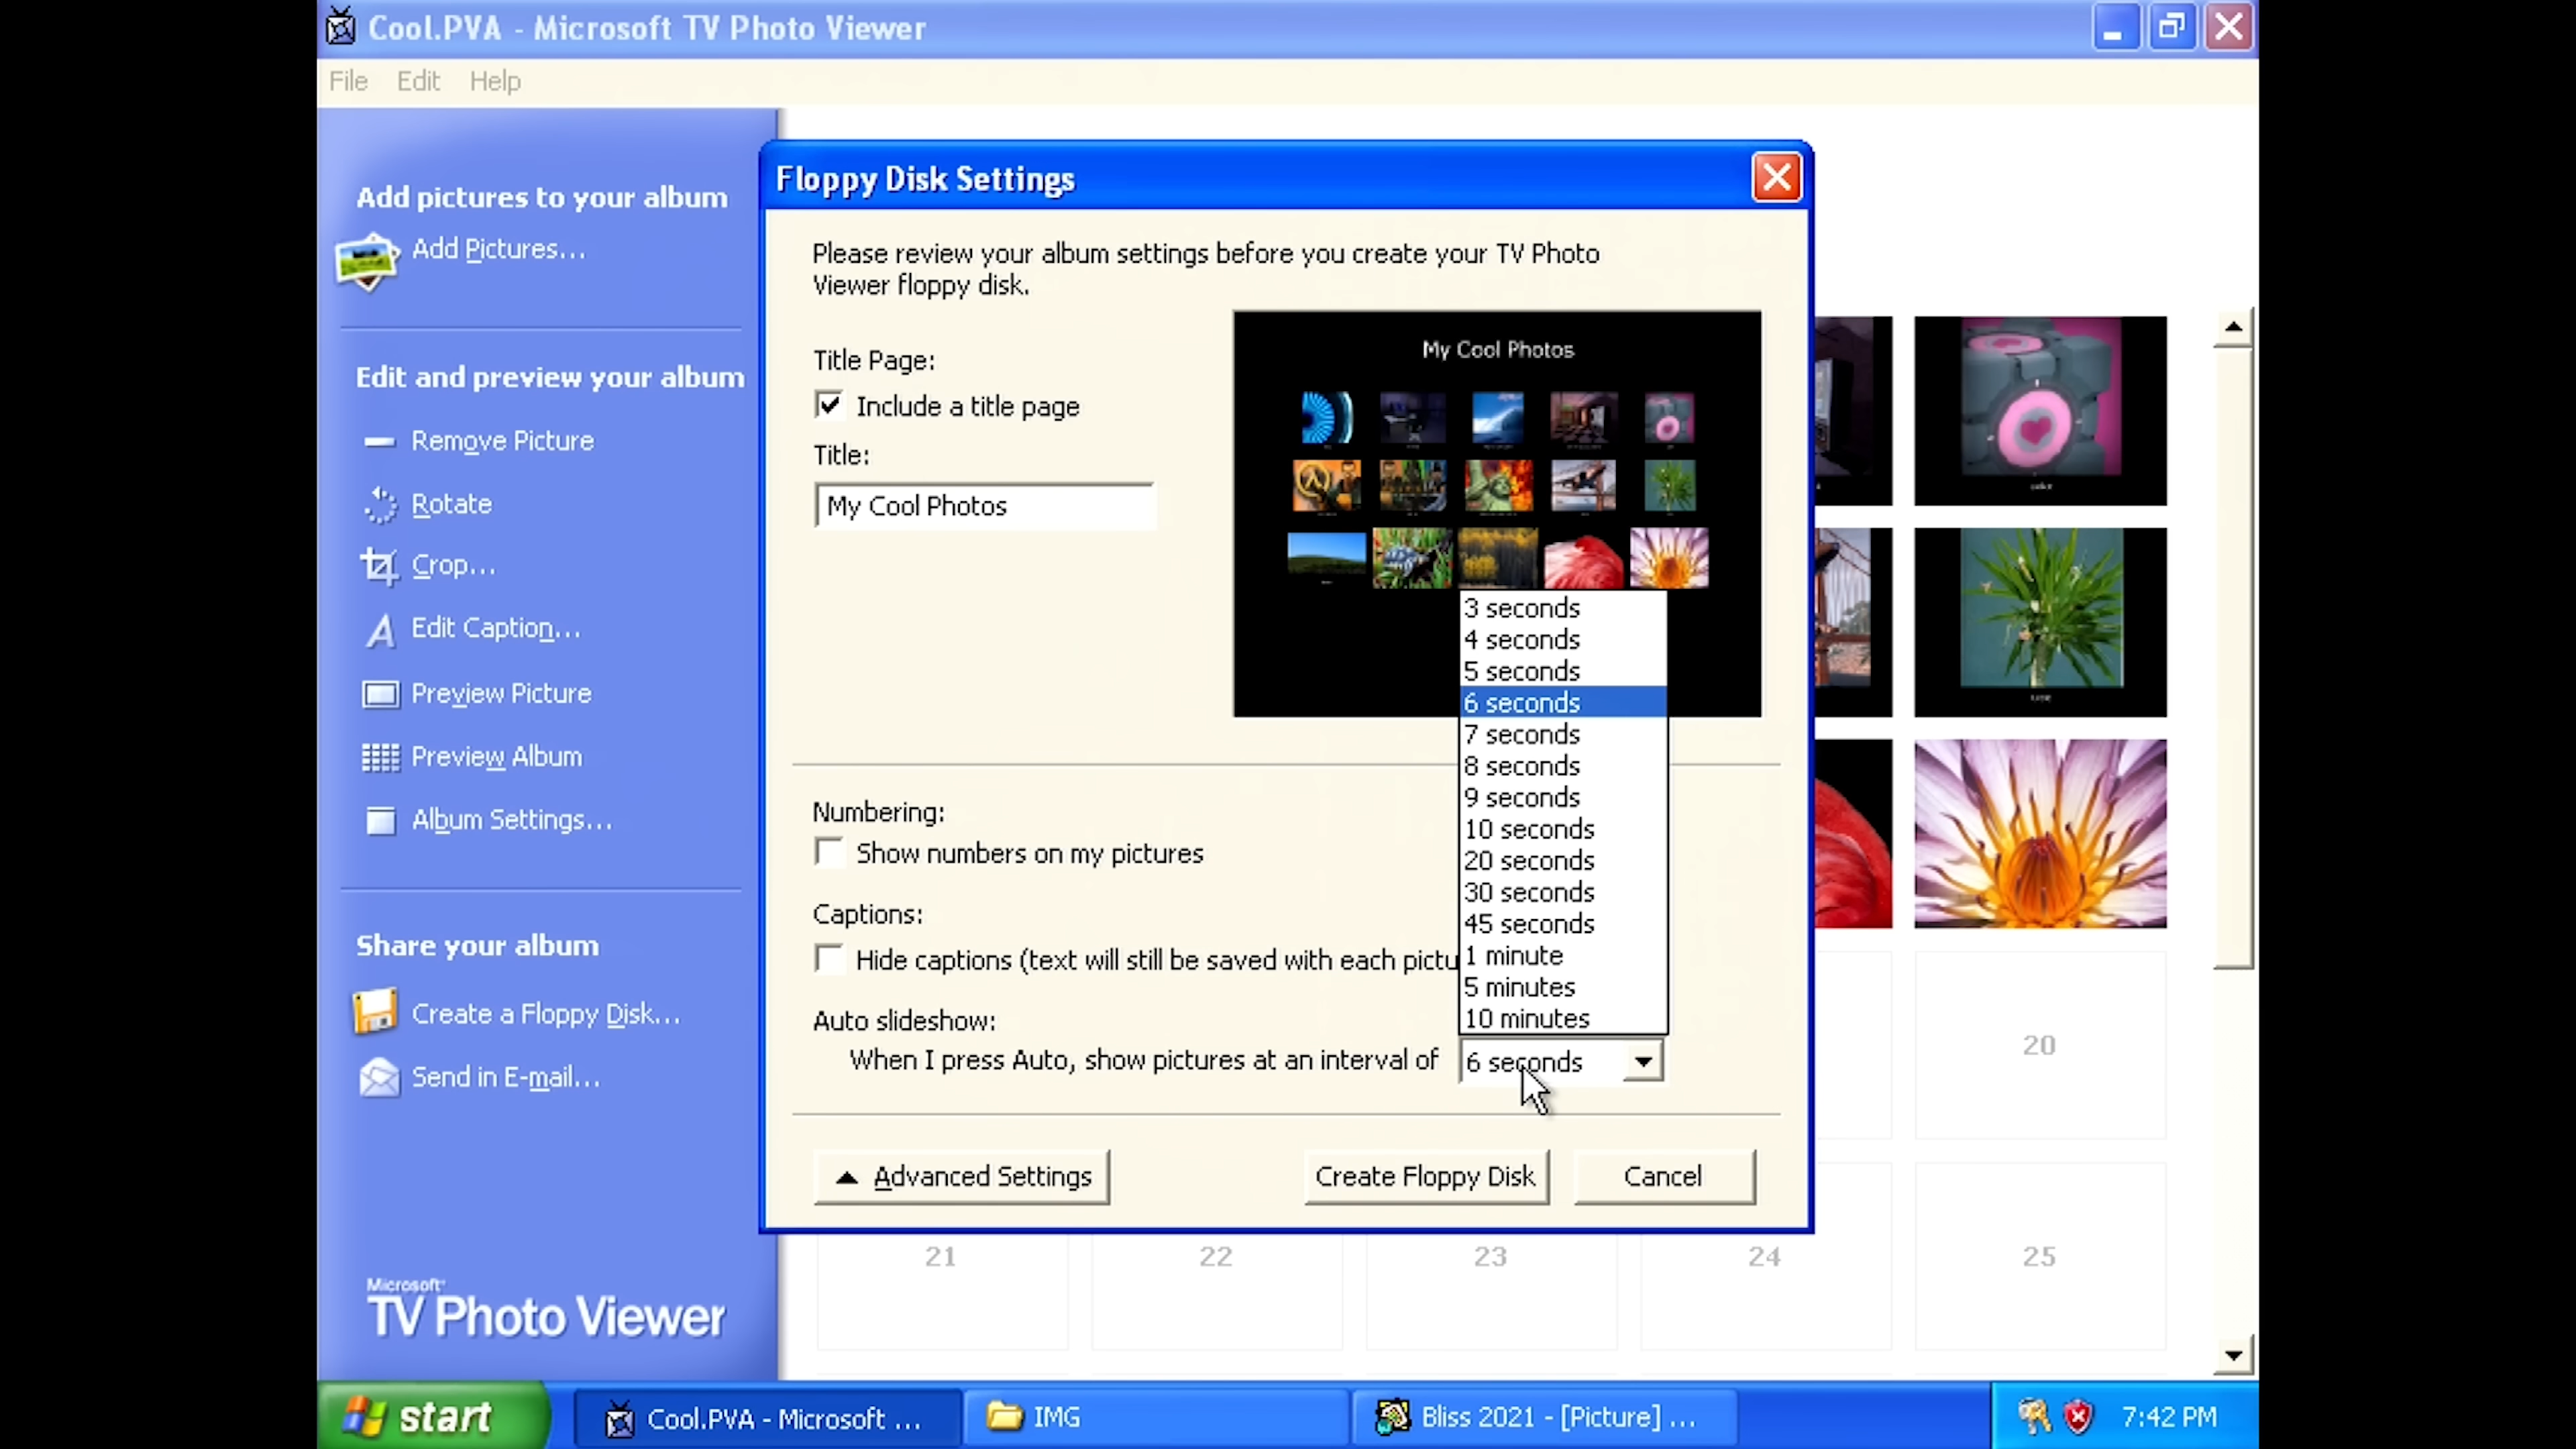 Cool.PVA - Microsoft TV Photo Viewer
File Edit Help
Add pictures to your album
Add Pictures...
Edit and preview your album
Remove Picture
Rotate
Crop...
Edit Caption...
Preview Picture
Preview Album
Album Settings...
Share your album
Create a Floppy Disk...
Send in E-mail...
Microsoft
TV Photo Viewer
Floppy Disk Settings
Please review your album settings before you create your TV Photo
Viewer floppy disk.
Title Page:
Include a title page
Title:
My Cool Photos
My Cool Photos
Numbering:
Show numbers on my pictures
Captions:
Hide captions (text will still be saved with each pictu
Auto slideshow:
When I press Auto, show pictures at an interval of
3 seconds
4 seconds
5 seconds
6 seconds
7 seconds
8 seconds
9 seconds
10 seconds
20 seconds
30 seconds
45 seconds
1 minute
5 minutes
10 minutes
6 seconds
Advanced Settings
Create Floppy Disk
Cancel
20
21 22 23 24 25
start
Cool.PVA - Microsoft ...
IMG
Bliss 2021 - [Picture] ...
7:42 PM